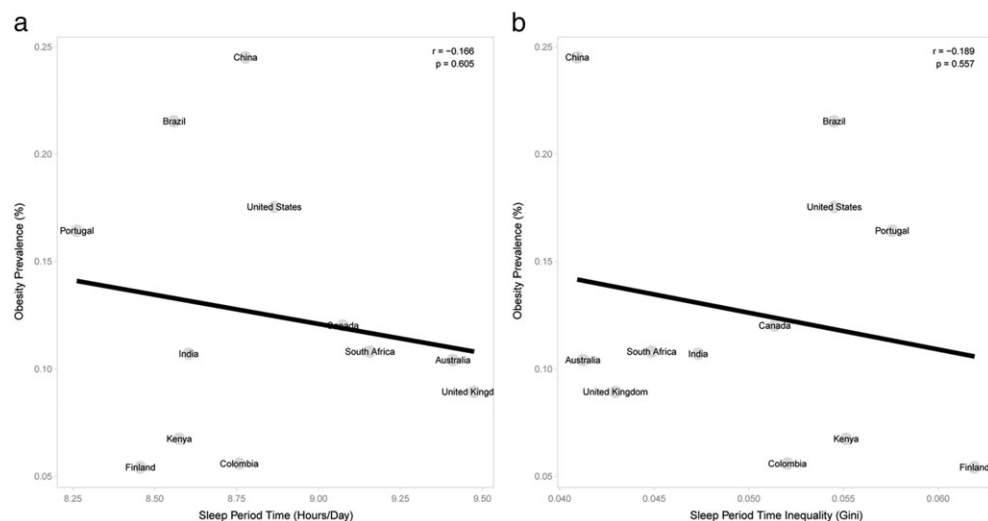 a
r = −0.166
p = 0.605
0.25
0.20
0.15
0.10
0.05
Obesity Prevalence (%)
China
Brazil
United States
Portugal
Canada
India
South Africa
Australia
United Kingd
Kenya
Finland
Colombia
8.25 8.50 8.75 9.00 9.25 9.50
Sleep Period Time (Hours/Day)
b
r = −0.189
p = 0.557
0.25
0.20
0.15
0.10
0.05
Obesity Prevalence (%)
China
Brazil
United States
Portugal
Canada
Australia
South Africa
India
United Kingdom
Kenya
Colombia
Finland
0.040 0.045 0.050 0.055 0.060
Sleep Period Time Inequality (Gini)